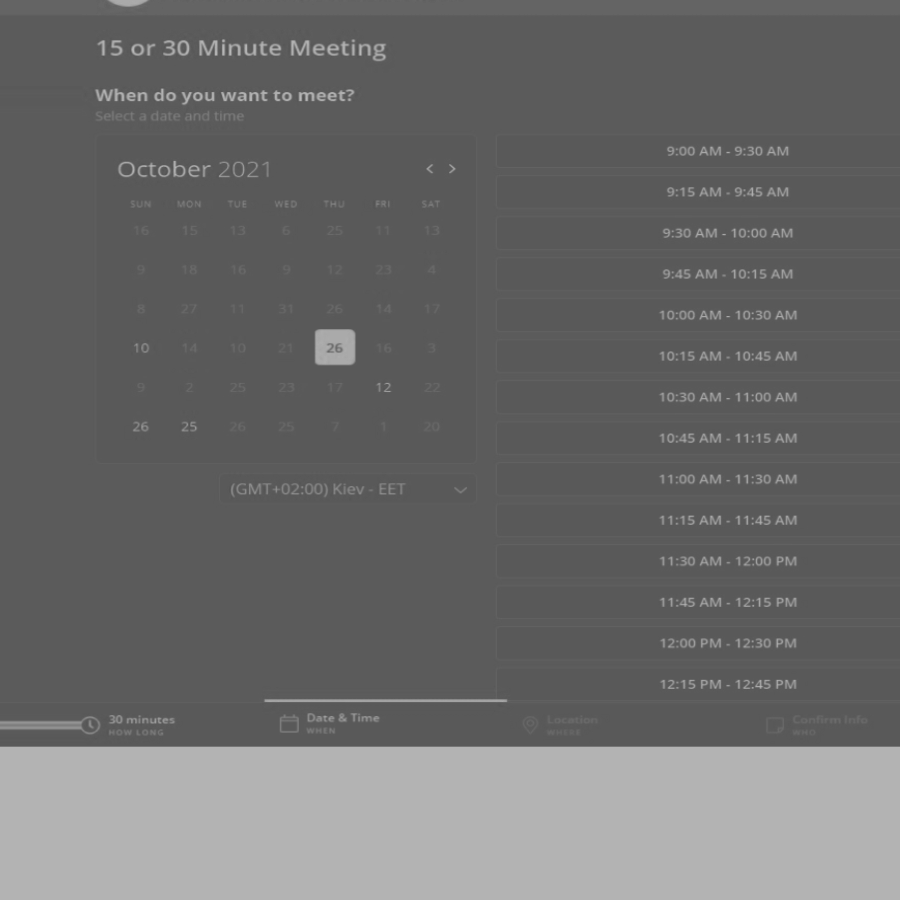 15 or 30 Minute Meeting
When do you want to meet?
Select a date and time
October 2021 < >
SUN MON TUE WED THU FRI SAT
16 15 13 6 25 11 13
9 18 16 9 12 23 4
8 27 11 31 26 14 17
10 14 10 21 26 16 3
9 2 25 23 17 12 22
26 25 26 25 7 1 20
(GMT+02:00) Kiev - EET
9:00 AM - 9:30 AM
9:15 AM - 9:45 AM
9:30 AM - 10:00 AM
9:45 AM - 10:15 AM
10:00 AM - 10:30 AM
10:15 AM - 10:45 AM
10:30 AM - 11:00 AM
10:45 AM - 11:15 AM
11:00 AM - 11:30 AM
11:15 AM - 11:45 AM
11:30 AM - 12:00 PM
11:45 AM - 12:15 PM
12:00 PM - 12:30 PM
12:15 PM - 12:45 PM
30 minutes
HOW LONG
Date & Time
WHEN
Location
WHERE
Confirm Info
WHO